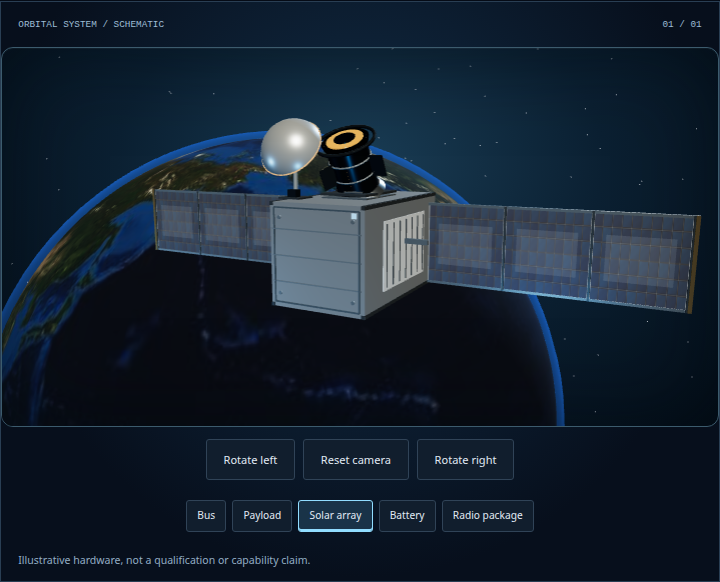 ORBITAL SYSTEM / SCHEMATIC 01 / 01
Rotate left Reset camera Rotate right
Bus Payload Solar array Battery Radio package
Illustrative hardware, not a qualification or capability claim.